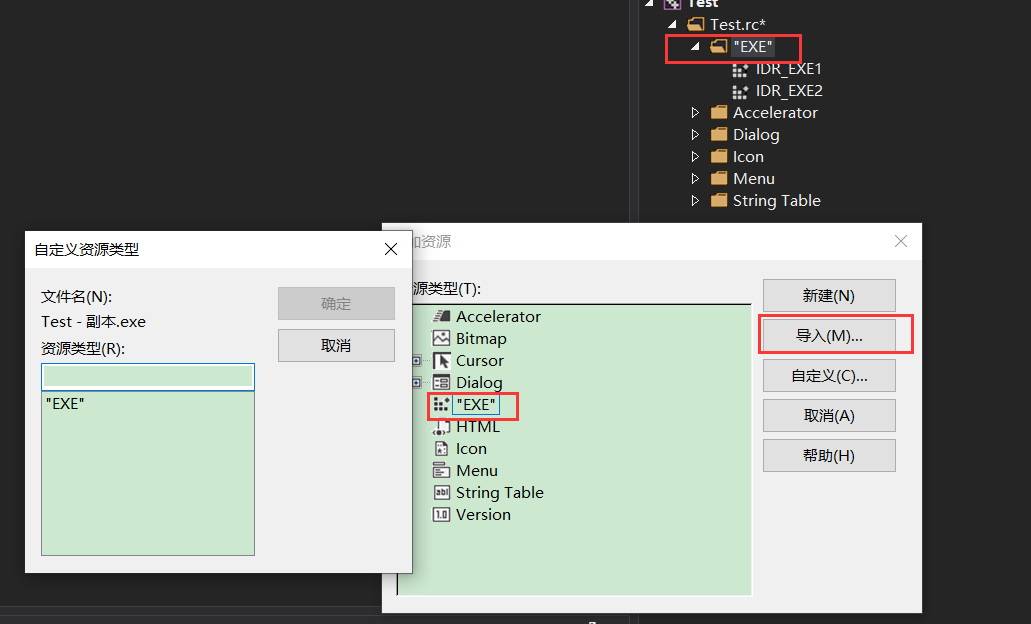 Test
Test.rc*
"EXE"
IDR_EXE1
IDR_EXE2
Accelerator
Dialog
Icon
Menu
String Table
自定义资源类型
文件名(N):
Test - 副本.exe
资源类型(R):
"EXE"
确定
取消
加资源
源类型(T):
Accelerator
Bitmap
Cursor
Dialog
"EXE"
HTML
Icon
Menu
String Table
Version
新建(N)
导入(M)...
自定义(C)...
取消(A)
帮助(H)